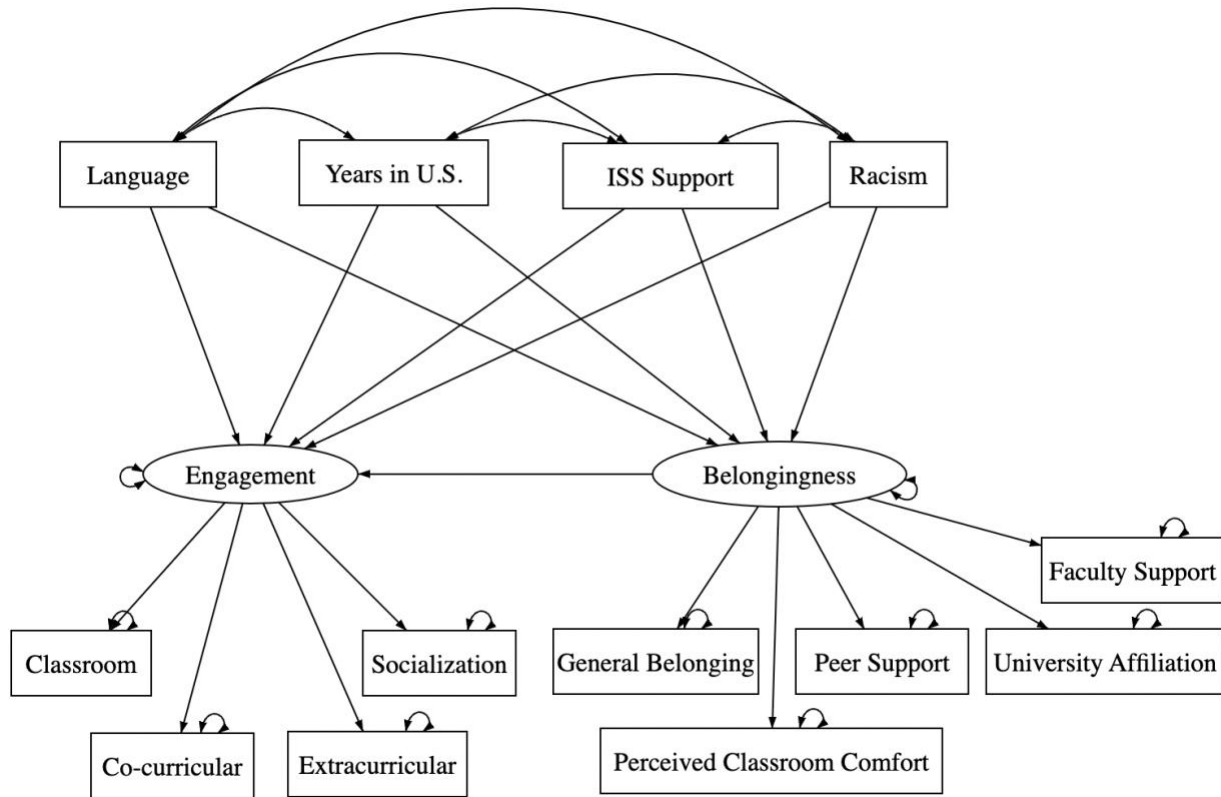 Language
Years in U.S.
ISS Support
Racism
Engagement
Belongingness
Faculty Support
Classroom
Socialization
General Belonging
Peer Support
University Affiliation
Co-curricular
Extracurricular
Perceived Classroom Comfort